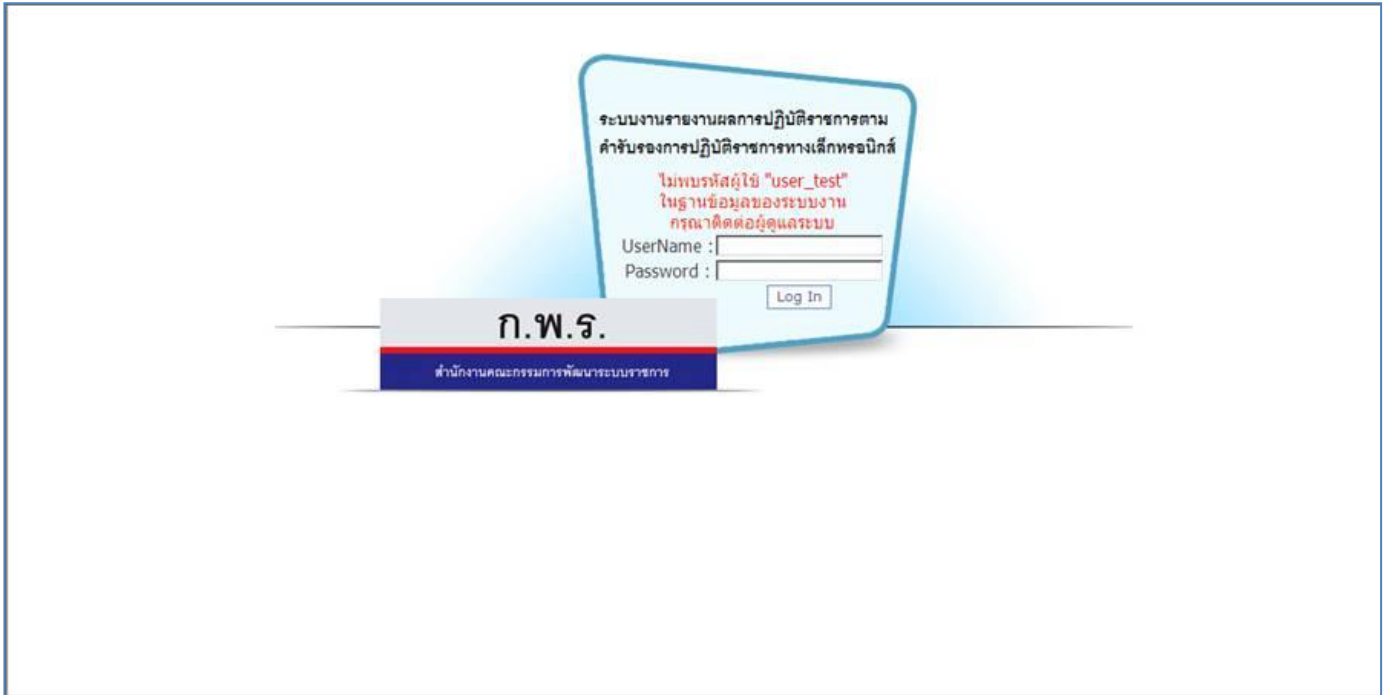 ระบบงานรายงานผลการปฏิบัติราชการตาม
คำรับรองการปฏิบัติราชการทางเล็กทรอนิกส์
ไม่พบรหัสผู้ใช้ "user_test"
ในฐานข้อมูลของระบบงาน
กรุณาติดต่อผู้ดูแลระบบ
UserName :
Password :
Log In
ก.พ.ร.
สำนักงานคณะกรรมการพัฒนาระบบราชการ